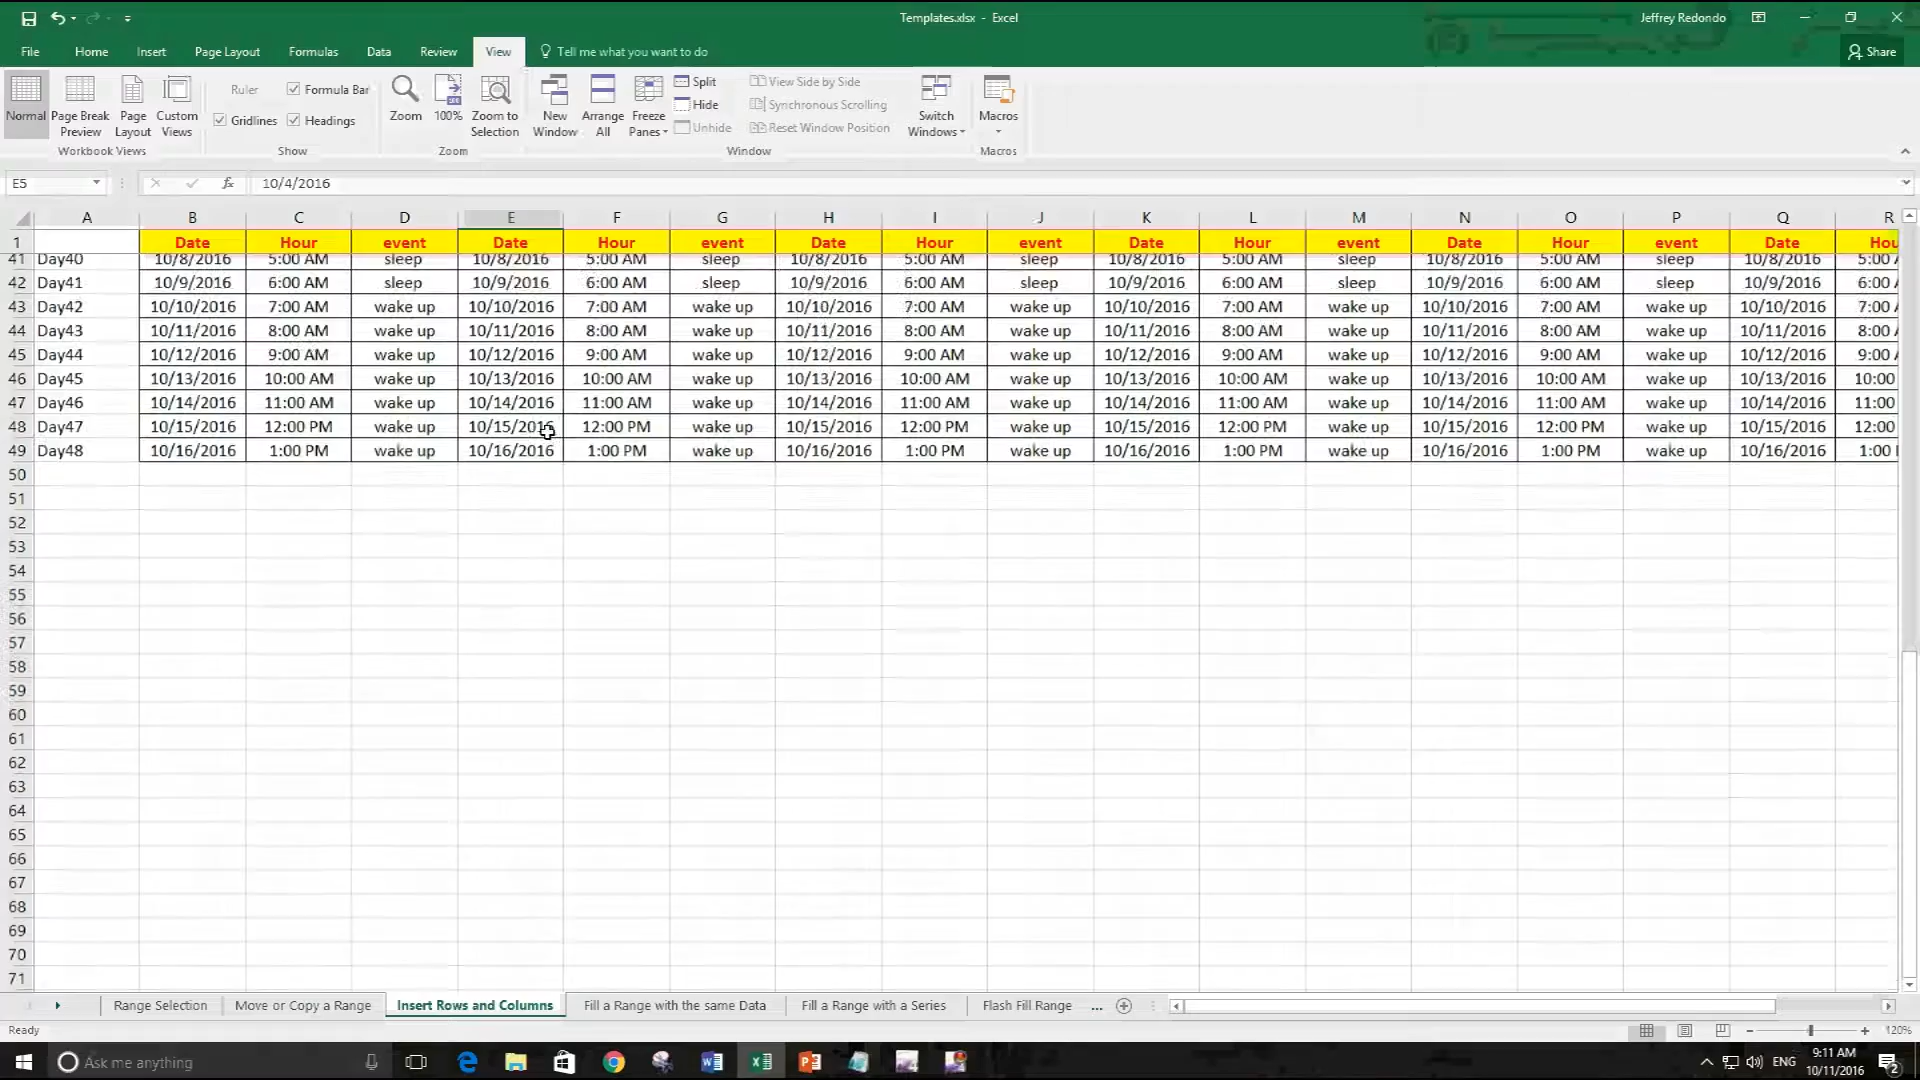 Templates.xlsx - Excel
Jeffrey Redondo
File Home Insert Page Layout Formulas Data Review View Tell me what you want to do Share
Normal Page Break Preview Page Layout Custom Views
Workbook Views
Ruler Formula Bar
Gridlines Headings
Show
Zoom 100% Zoom to Selection
Zoom
New Window Arrange All Freeze Panes
Split View Side by Side
Hide Synchronous Scrolling
Unhide Reset Window Position
Switch Windows
Window
Macros
Macros
E5 fx 10/4/2016
A B C D E F G H I J K L M N O P Q R
1 Date Hour event Date Hour event Date Hour event Date Hour event Date Hour event Date Hou
41 Day40 10/8/2016 5:00 AM sleep 10/8/2016 5:00 AM sleep 10/8/2016 5:00 AM sleep 10/8/2016 5:00 AM sleep 10/8/2016 5:00 AM sleep 10/8/2016 5:00
42 Day41 10/9/2016 6:00 AM sleep 10/9/2016 6:00 AM sleep 10/9/2016 6:00 AM sleep 10/9/2016 6:00 AM sleep 10/9/2016 6:00 AM sleep 10/9/2016 6:00
43 Day42 10/10/2016 7:00 AM wake up 10/10/2016 7:00 AM wake up 10/10/2016 7:00 AM wake up 10/10/2016 7:00 AM wake up 10/10/2016 7:00 AM wake up 10/10/2016 7:00
44 Day43 10/11/2016 8:00 AM wake up 10/11/2016 8:00 AM wake up 10/11/2016 8:00 AM wake up 10/11/2016 8:00 AM wake up 10/11/2016 8:00 AM wake up 10/11/2016 8:00
45 Day44 10/12/2016 9:00 AM wake up 10/12/2016 9:00 AM wake up 10/12/2016 9:00 AM wake up 10/12/2016 9:00 AM wake up 10/12/2016 9:00 AM wake up 10/12/2016 9:00
46 Day45 10/13/2016 10:00 AM wake up 10/13/2016 10:00 AM wake up 10/13/2016 10:00 AM wake up 10/13/2016 10:00 AM wake up 10/13/2016 10:00 AM wake up 10/13/2016 10:00
47 Day46 10/14/2016 11:00 AM wake up 10/14/2016 11:00 AM wake up 10/14/2016 11:00 AM wake up 10/14/2016 11:00 AM wake up 10/14/2016 11:00 AM wake up 10/14/2016 11:00
48 Day47 10/15/2016 12:00 PM wake up 10/15/2016 12:00 PM wake up 10/15/2016 12:00 PM wake up 10/15/2016 12:00 PM wake up 10/15/2016 12:00 PM wake up 10/15/2016 12:00
49 Day48 10/16/2016 1:00 PM wake up 10/16/2016 1:00 PM wake up 10/16/2016 1:00 PM wake up 10/16/2016 1:00 PM wake up 10/16/2016 1:00 PM wake up 10/16/2016 1:00
50
51
52
53
54
55
56
57
58
59
60
61
62
63
64
65
66
67
68
69
70
71
Range Selection Move or Copy a Range Insert Rows and Columns Fill a Range with the same Data Fill a Range with a Series Flash Fill Range ...
Ready 120%
Ask me anything
ENG 9:11 AM
10/11/2016 2